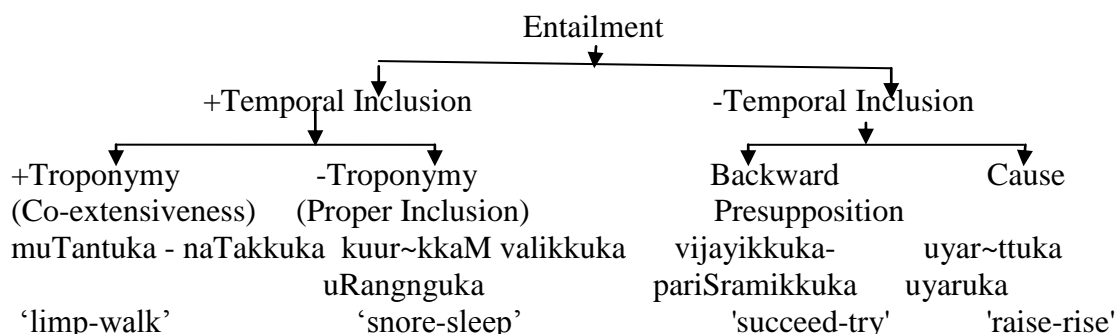 Entailment
+Temporal Inclusion -Temporal Inclusion
+Troponymy -Troponymy Backward Cause
(Co-extensiveness) (Proper Inclusion) Presupposition
muTantuka - naTakkuka kuur~kkaM valikkuka vijayikkuka- uyar~ttuka
uRangnguka pariSramikkuka uyaruka
‘limp-walk’ ‘snore-sleep’ 'succeed-try' 'raise-rise'